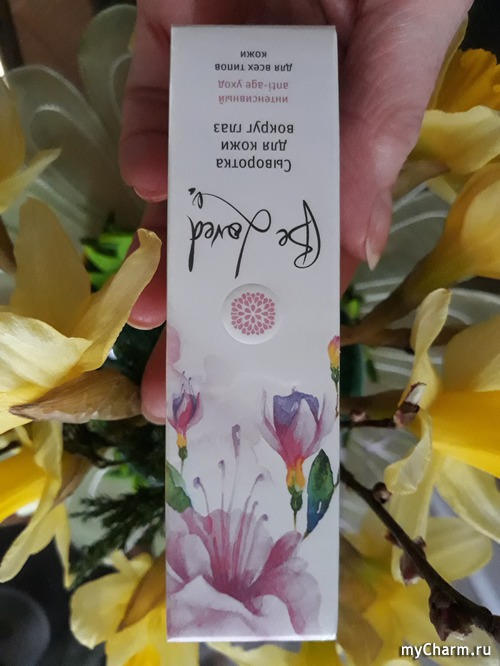 Be Loved
Сыворотка
для кожи
вокруг глаз
интенсивный
anti-age уход
для всех типов
кожи
myCharm.ru